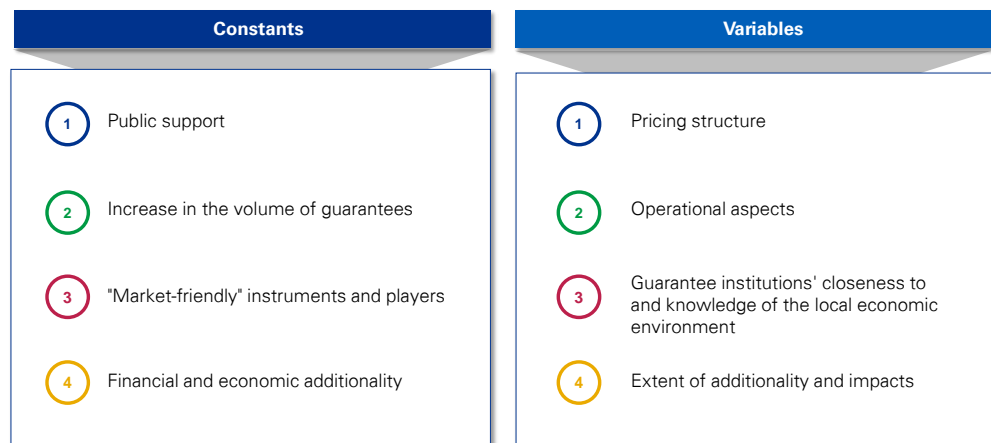 Constants
1 Public support
2 Increase in the volume of guarantees
3 "Market-friendly" instruments and players
4 Financial and economic additionality
Variables
1 Pricing structure
2 Operational aspects
3 Guarantee institutions' closeness to
and knowledge of the local economic
environment
4 Extent of additionality and impacts